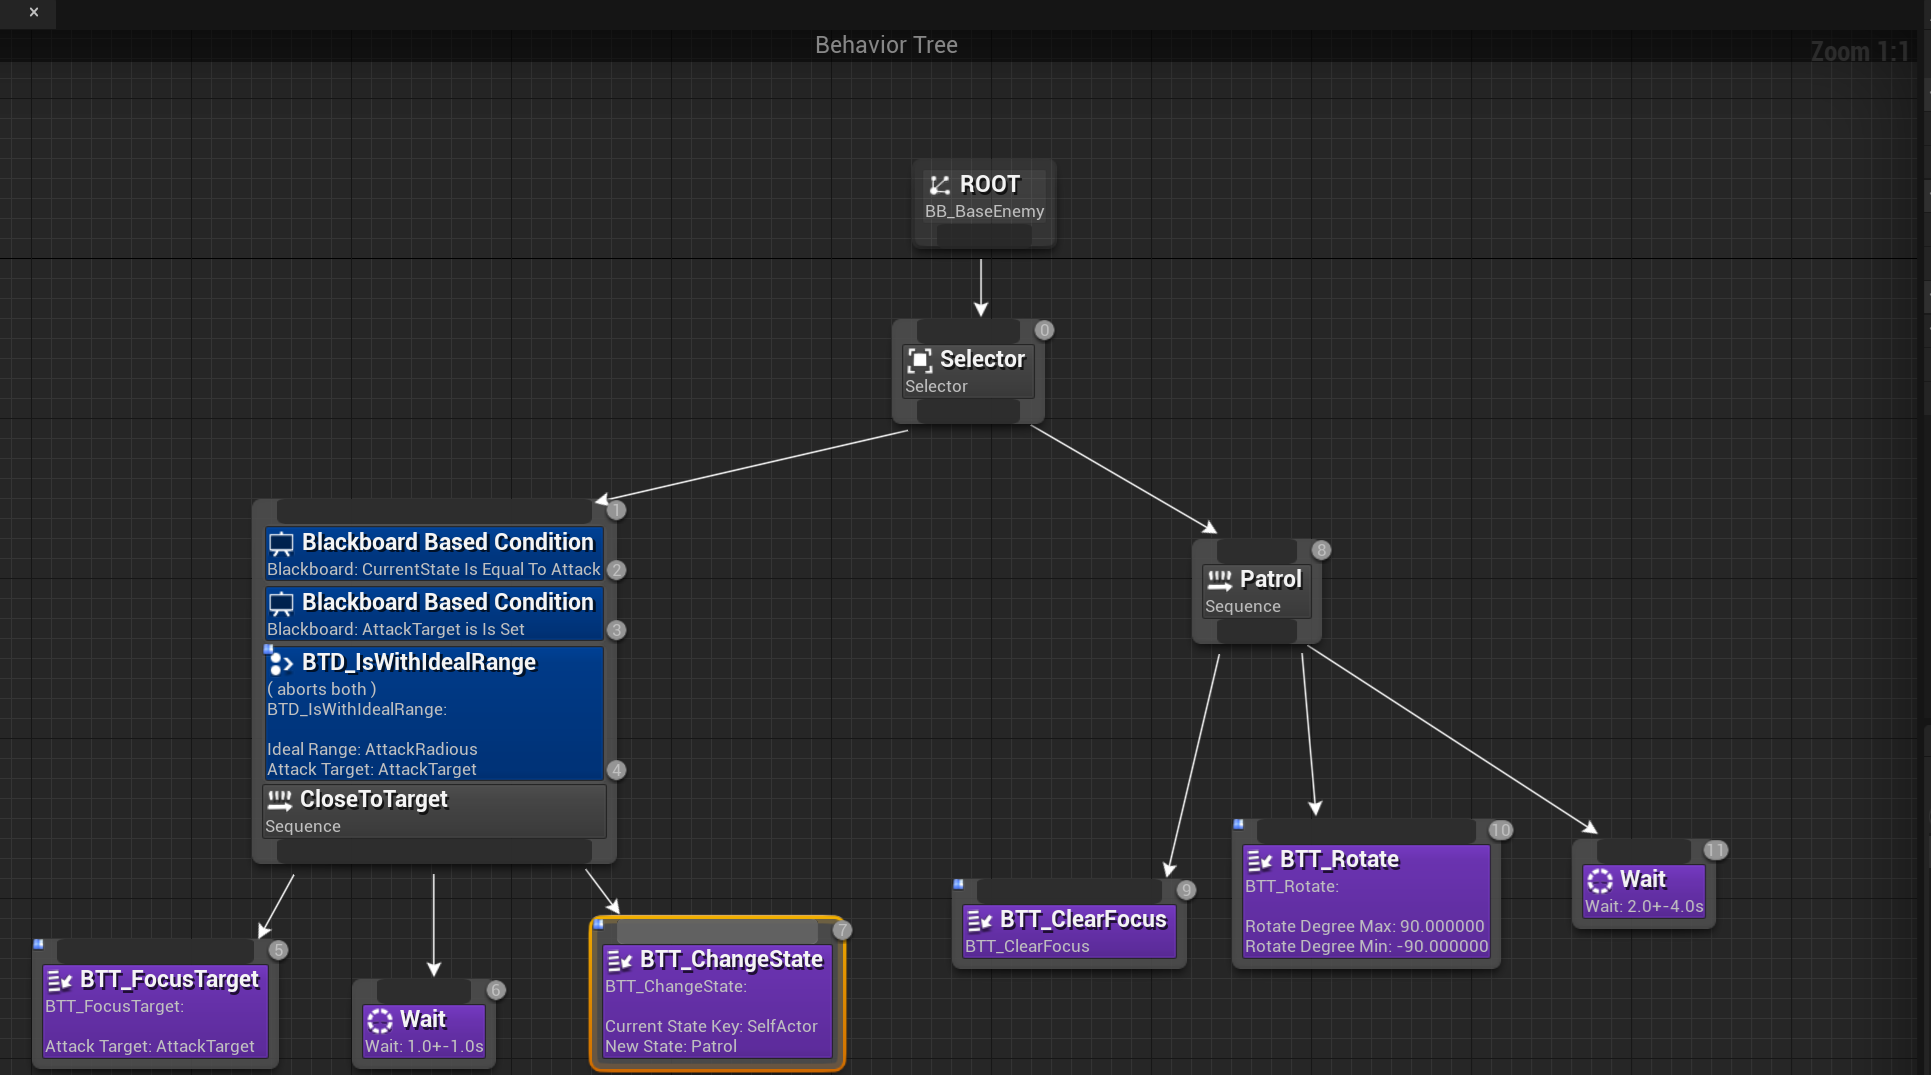 ×
Behavior Tree
Zoom 1:1
ROOT
BB_BaseEnemy
0
Selector
Selector
1
Blackboard Based Condition
Blackboard: CurrentState Is Equal To Attack
2
Blackboard Based Condition
Blackboard: AttackTarget is Is Set
3
BTD_IsWithIdealRange
( aborts both )
BTD_IsWithIdealRange:
Ideal Range: AttackRadious
Attack Target: AttackTarget
4
CloseToTarget
Sequence
5
BTT_FocusTarget
BTT_FocusTarget:
Attack Target: AttackTarget
6
Wait
Wait: 1.0+-1.0s
7
BTT_ChangeState
BTT_ChangeState:
Current State Key: SelfActor
New State: Patrol
8
Patrol
Sequence
9
BTT_ClearFocus
BTT_ClearFocus
10
BTT_Rotate
BTT_Rotate:
Rotate Degree Max: 90.000000
Rotate Degree Min: -90.000000
11
Wait
Wait: 2.0+-4.0s